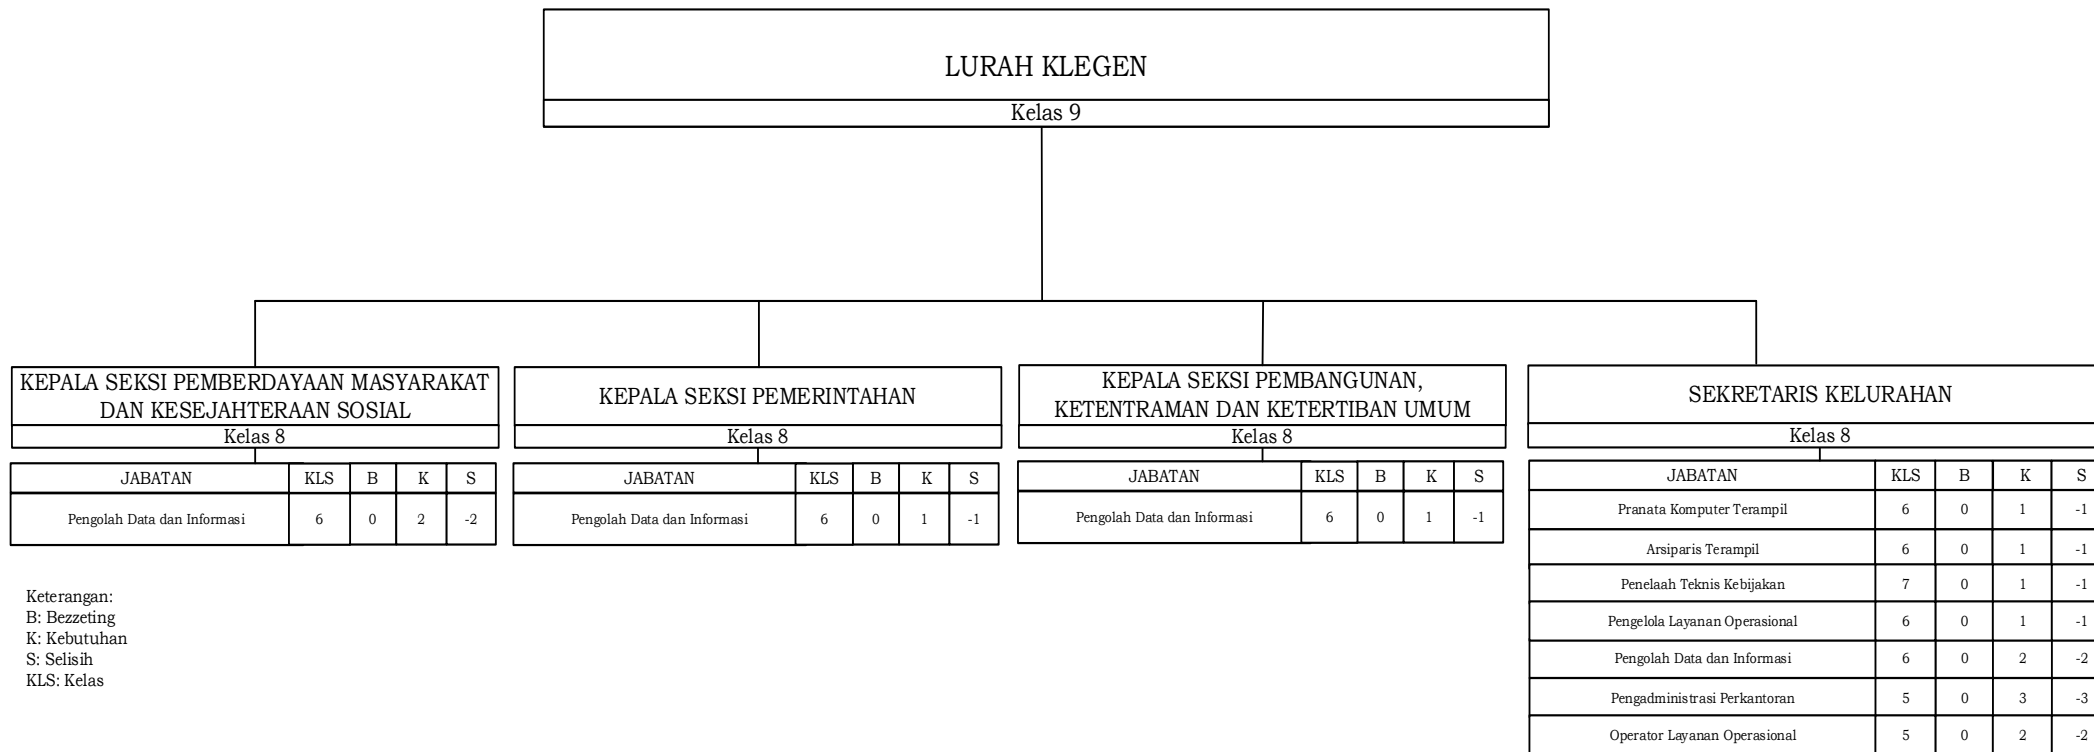 LURAH KLEGEN
Kelas 9
KEPALA SEKSI PEMBERDAYAAN MASYARAKAT
DAN KESEJAHTERAAN SOSIAL
Kelas 8
JABATAN KLS B K S
Pengolah Data dan Informasi 6 0 2 -2
KEPALA SEKSI PEMERINTAHAN
Kelas 8
JABATAN KLS B K S
Pengolah Data dan Informasi 6 0 1 -1
KEPALA SEKSI PEMBANGUNAN,
KETENTRAMAN DAN KETERTIBAN UMUM
Kelas 8
JABATAN KLS B K S
Pengolah Data dan Informasi 6 0 1 -1
SEKRETARIS KELURAHAN
Kelas 8
JABATAN KLS B K S
Pranata Komputer Terampil 6 0 1 -1
Arsiparis Terampil 6 0 1 -1
Penelaah Teknis Kebijakan 7 0 1 -1
Pengelola Layanan Operasional 6 0 1 -1
Pengolah Data dan Informasi 6 0 2 -2
Pengadministrasi Perkantoran 5 0 3 -3
Operator Layanan Operasional 5 0 2 -2
Keterangan:
B: Bezzeting
K: Kebutuhan
S: Selisih
KLS: Kelas